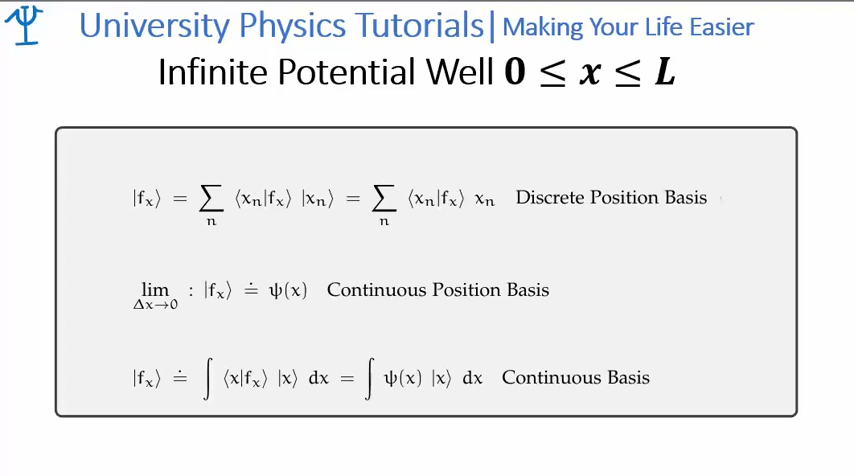 University Physics Tutorials| Making Your Life Easier
Infinite Potential Well 0 ≤ x ≤ L
|fₓ⟩ = ∑ₙ ⟨xₙ|fₓ⟩ |xₙ⟩ = ∑ₙ ⟨xₙ|fₓ⟩ xₙ Discrete Position Basis
lim Δx→0 : |fₓ⟩ ≐ ψ(x) Continuous Position Basis
|fₓ⟩ ≐ ∫ ⟨x|fₓ⟩ |x⟩ dx = ∫ ψ(x) |x⟩ dx Continuous Basis